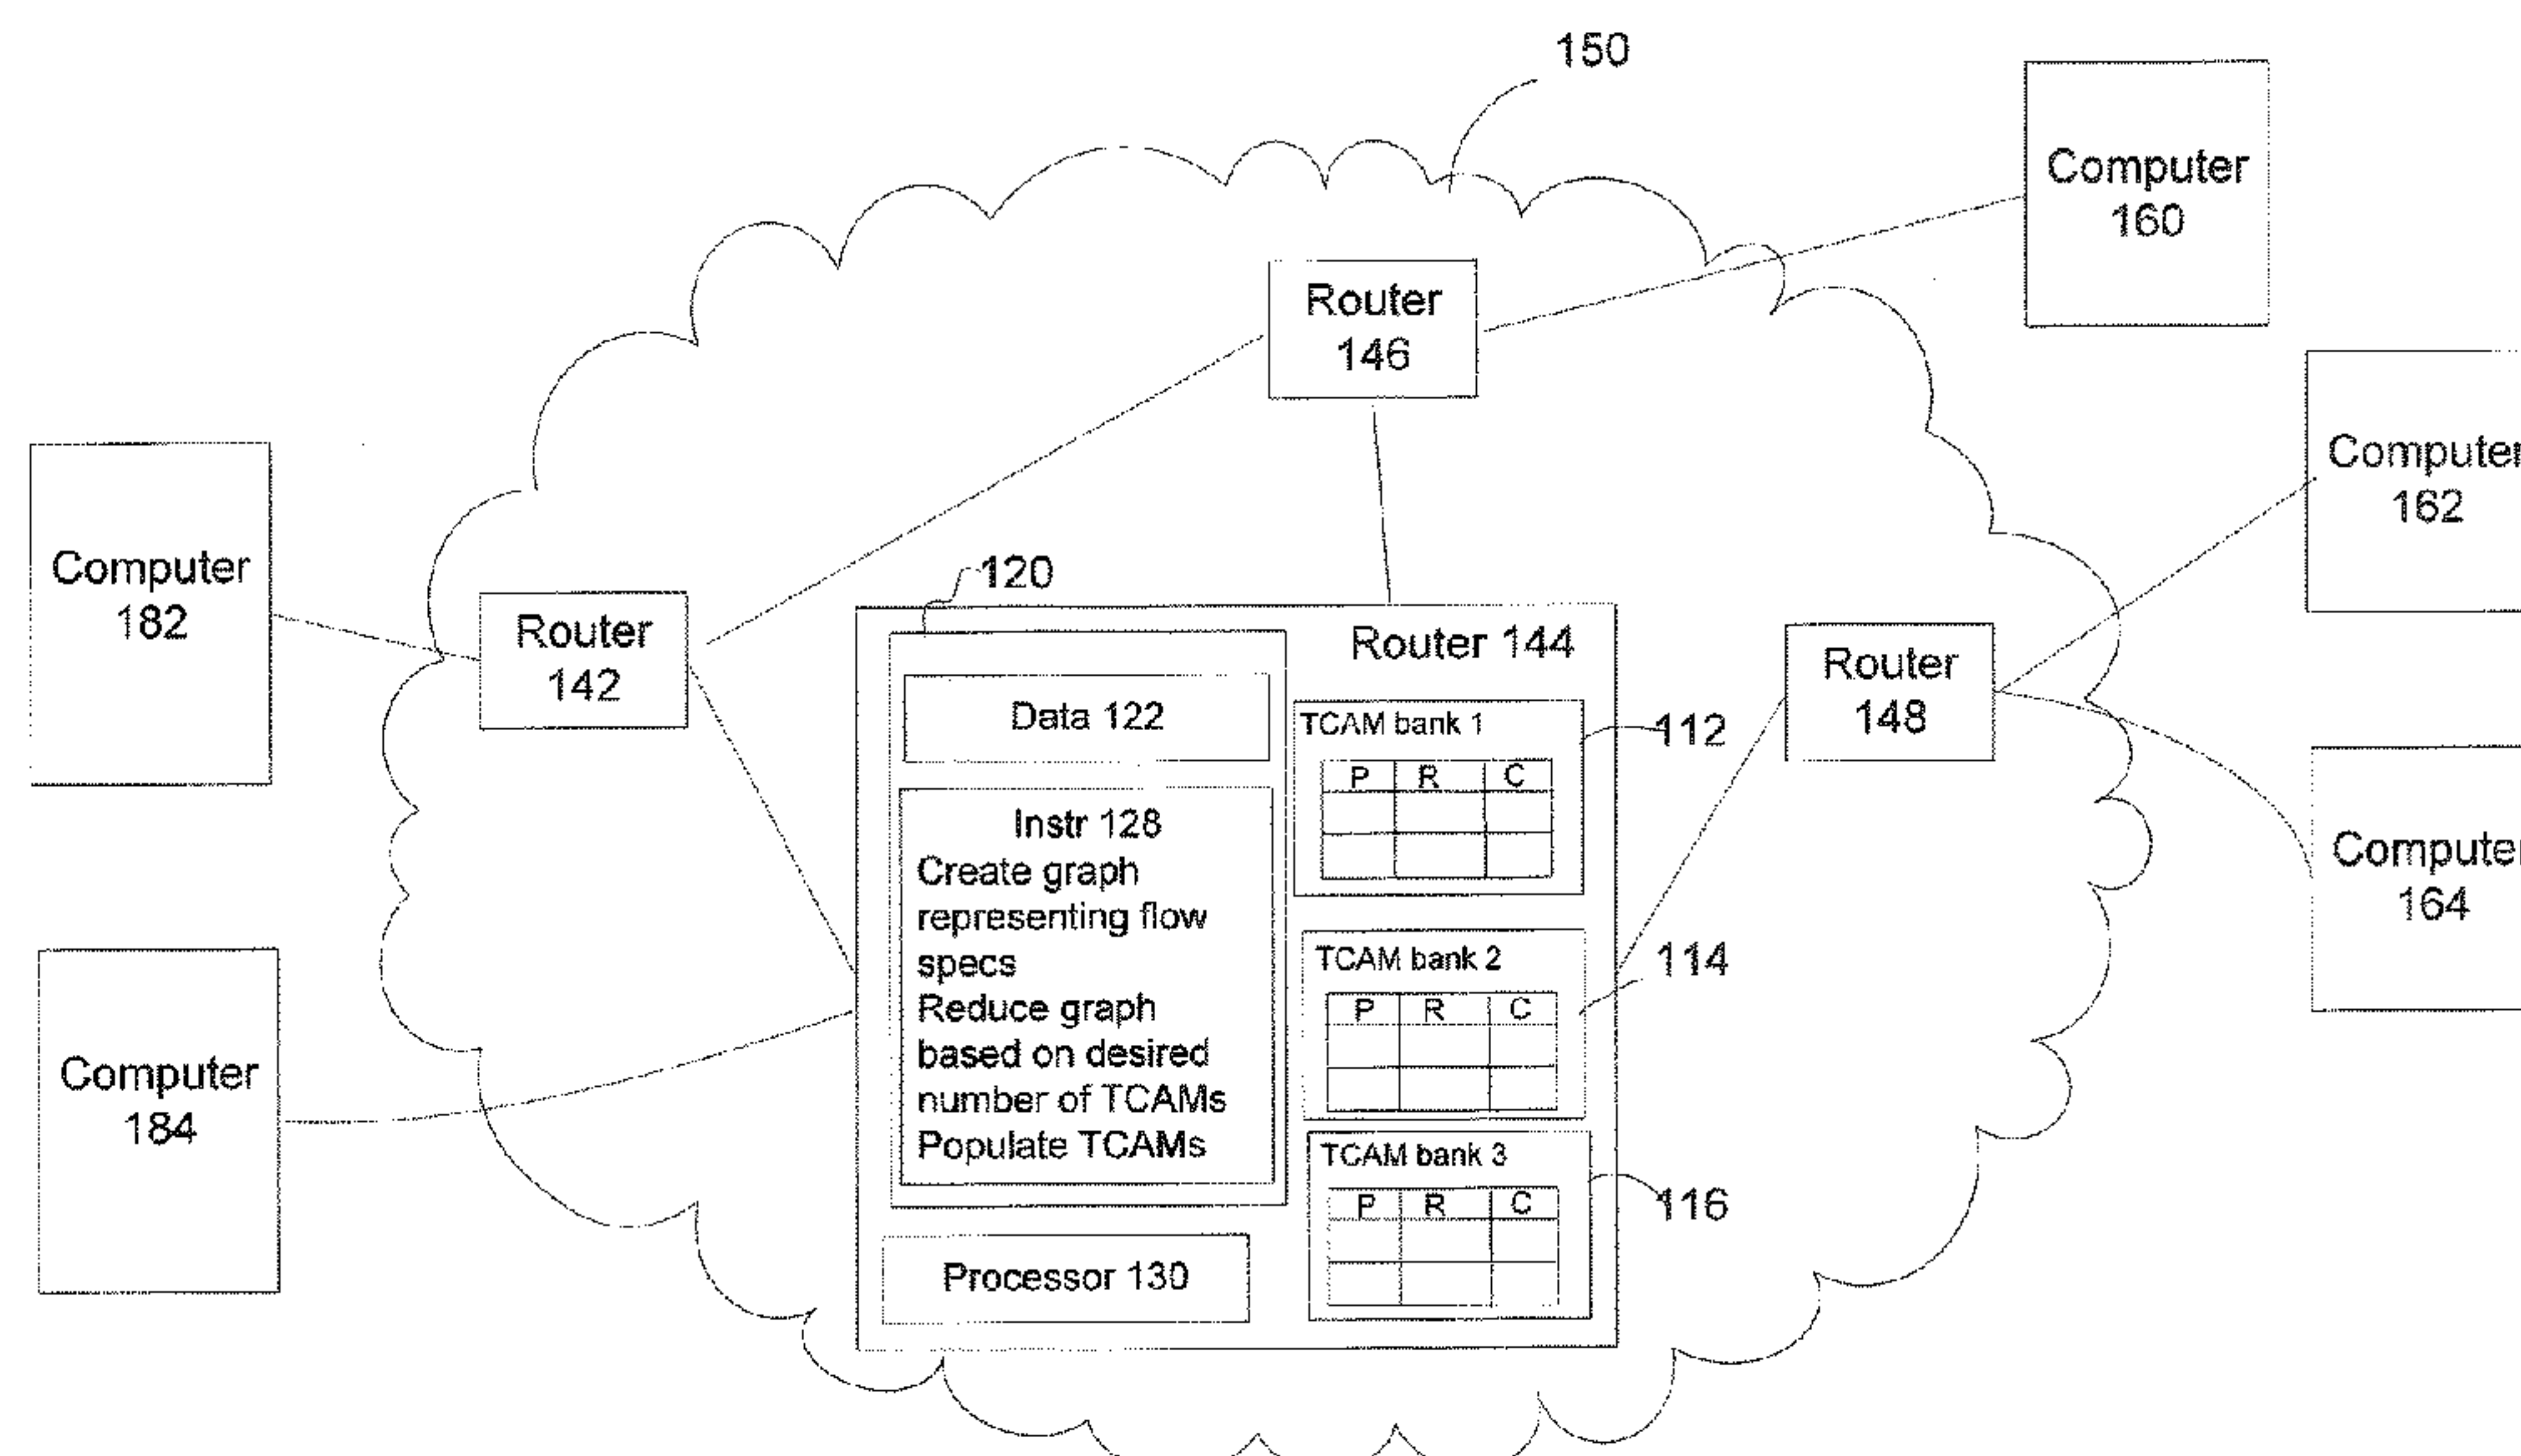 150
Computer
160
Router
146
Computer
162
Computer
182
120
Router
142
Router 144
Router
148
Data 122
TCAM bank 1
112
P R C
Instr 128
Create graph
representing flow
specs
Reduce graph
based on desired
number of TCAMs
Populate TCAMs
Computer
164
TCAM bank 2
114
P R C
Computer
184
TCAM bank 3
116
P R C
Processor 130